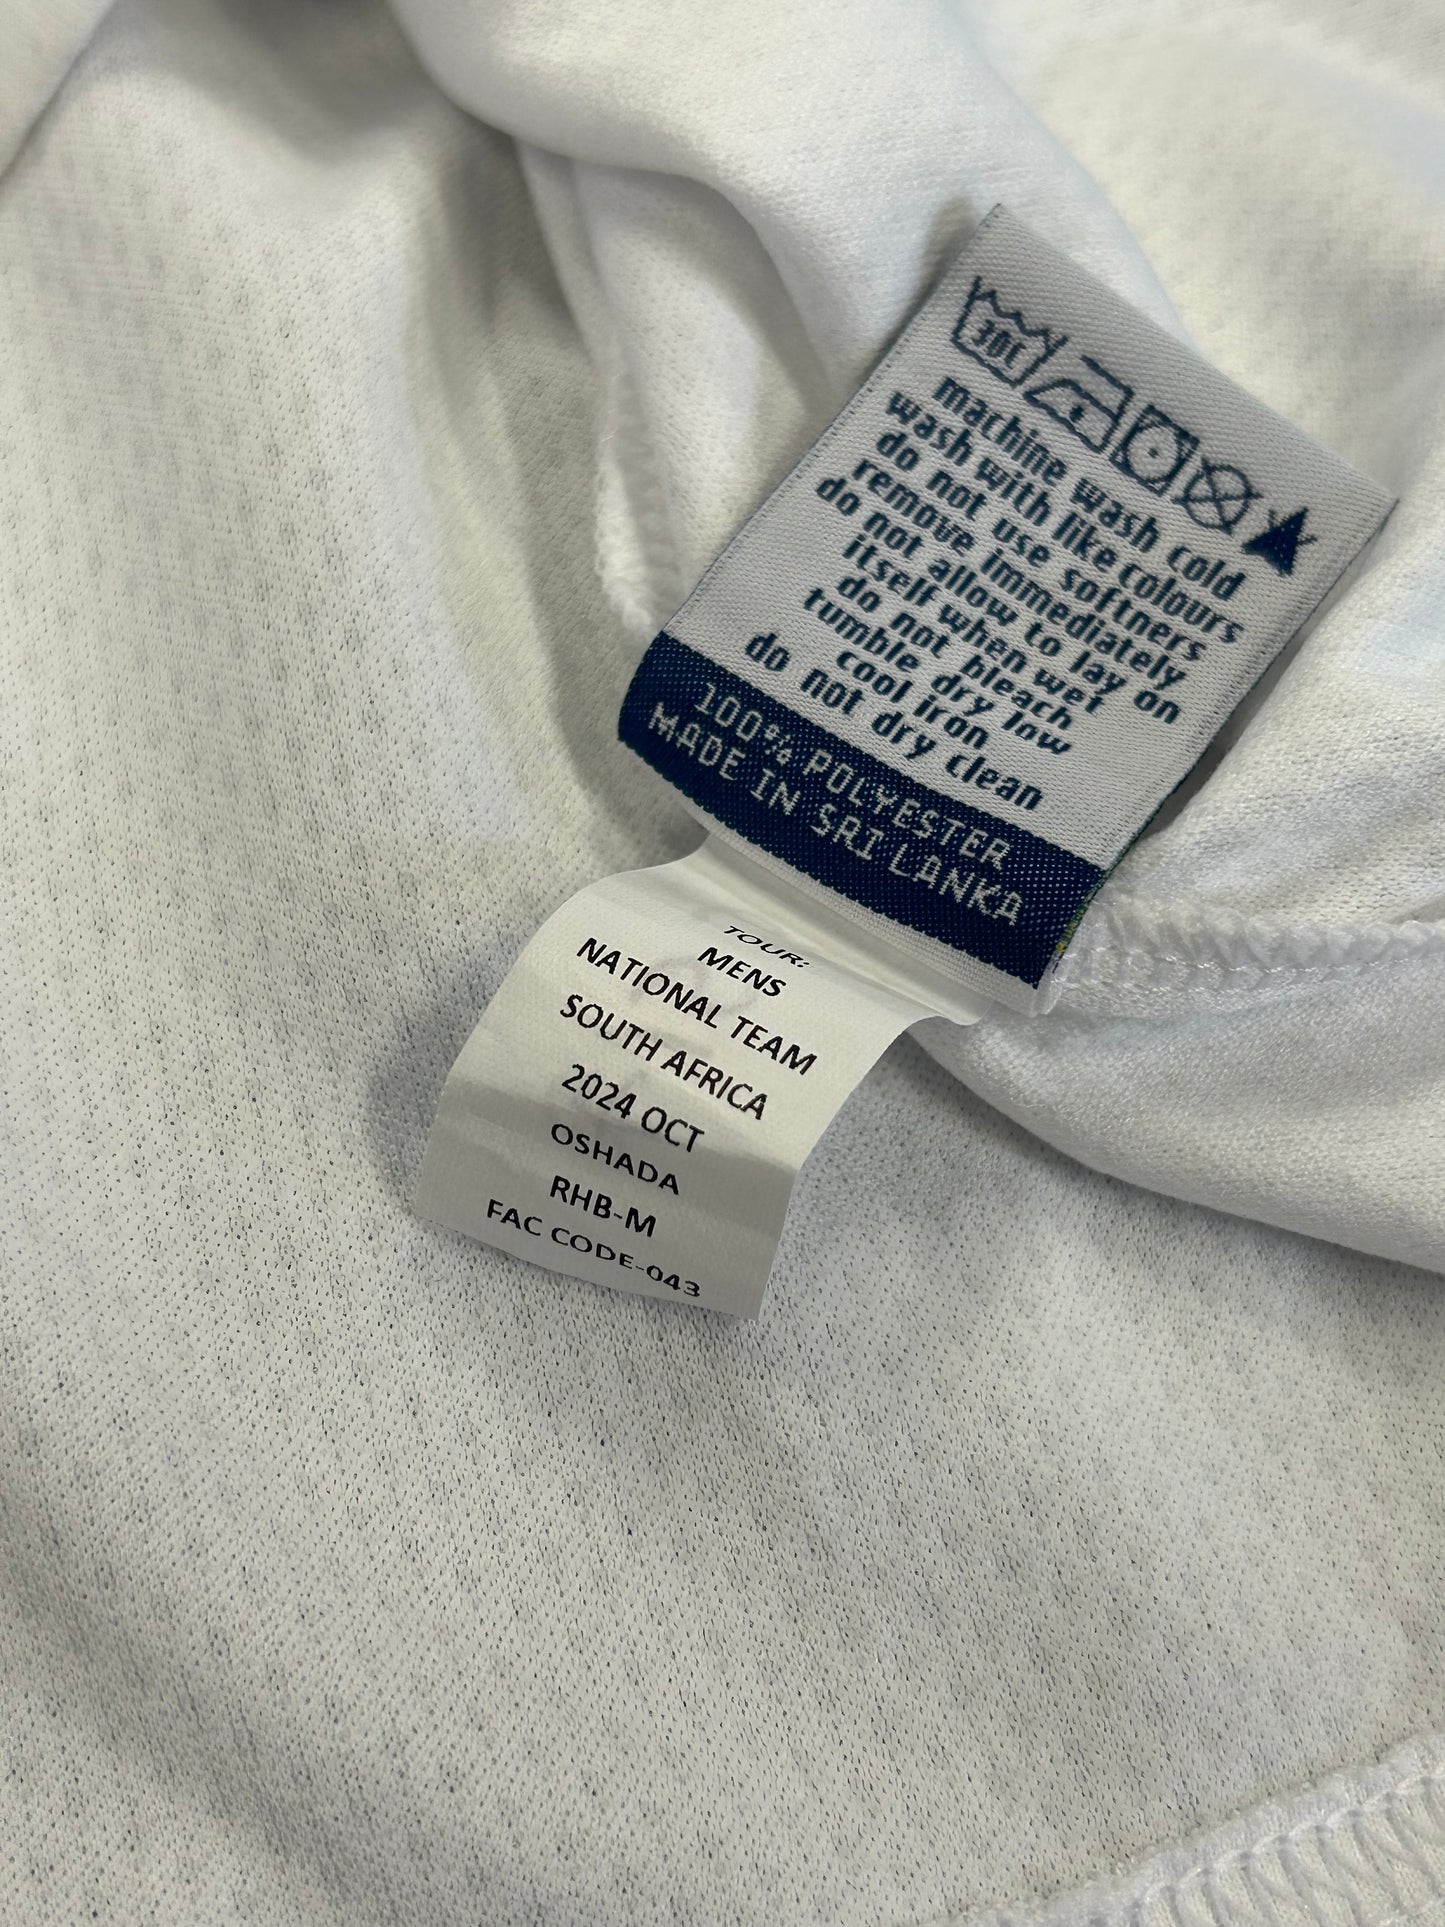 30C
machine wash cold
wash with like colours
do not use softners
remove immediately
do not allow to lay on
itself when wet
do not bleach
tumble dry low
cool iron
do not dry clean
100% POLYESTER
MADE IN SRI LANKA
TOUR:
MENS
NATIONAL TEAM
SOUTH AFRICA
2024 OCT
OSHADA
RHB-M
FAC CODE-043